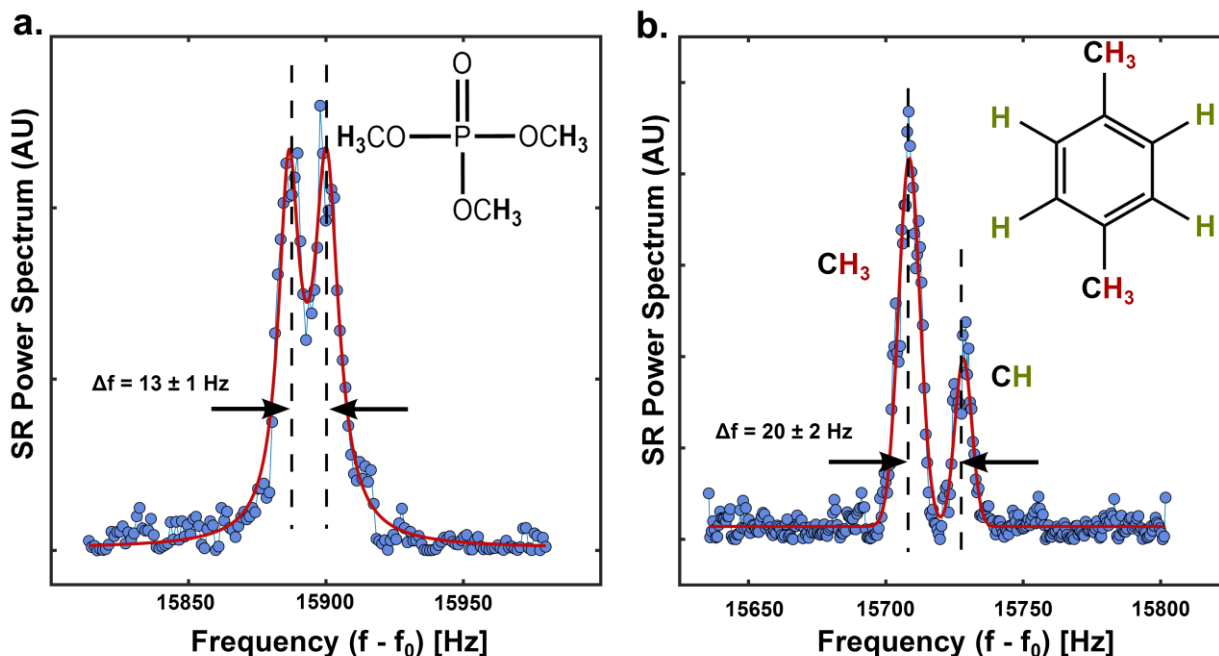 a.
O
H₃CO
P
OCH₃
OCH₃
Δf = 13 ± 1 Hz
SR Power Spectrum (AU)
15850
15900
15950
Frequency (f - f₀) [Hz]
b.
CH₃
H
H
H
H
CH₃
CH₃
CH
Δf = 20 ± 2 Hz
SR Power Spectrum (AU)
15650
15700
15750
15800
Frequency (f - f₀) [Hz]